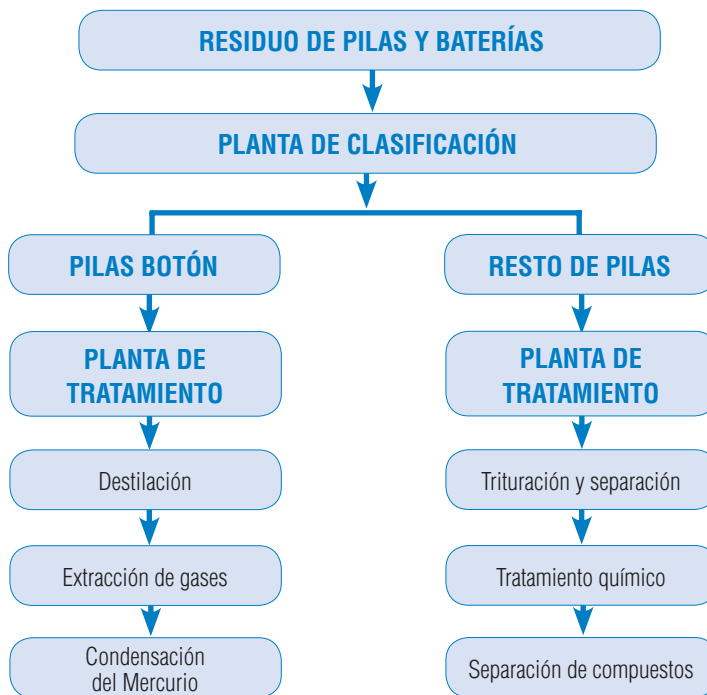 RESIDUO DE PILAS Y BATERÍAS
PLANTA DE CLASIFICACIÓN
PILAS BOTÓN
PLANTA DE
TRATAMIENTO
Destilación
Extracción de gases
Condensación
del Mercurio
RESTO DE PILAS
PLANTA DE
TRATAMIENTO
Trituración y separación
Tratamiento químico
Separación de compuestos